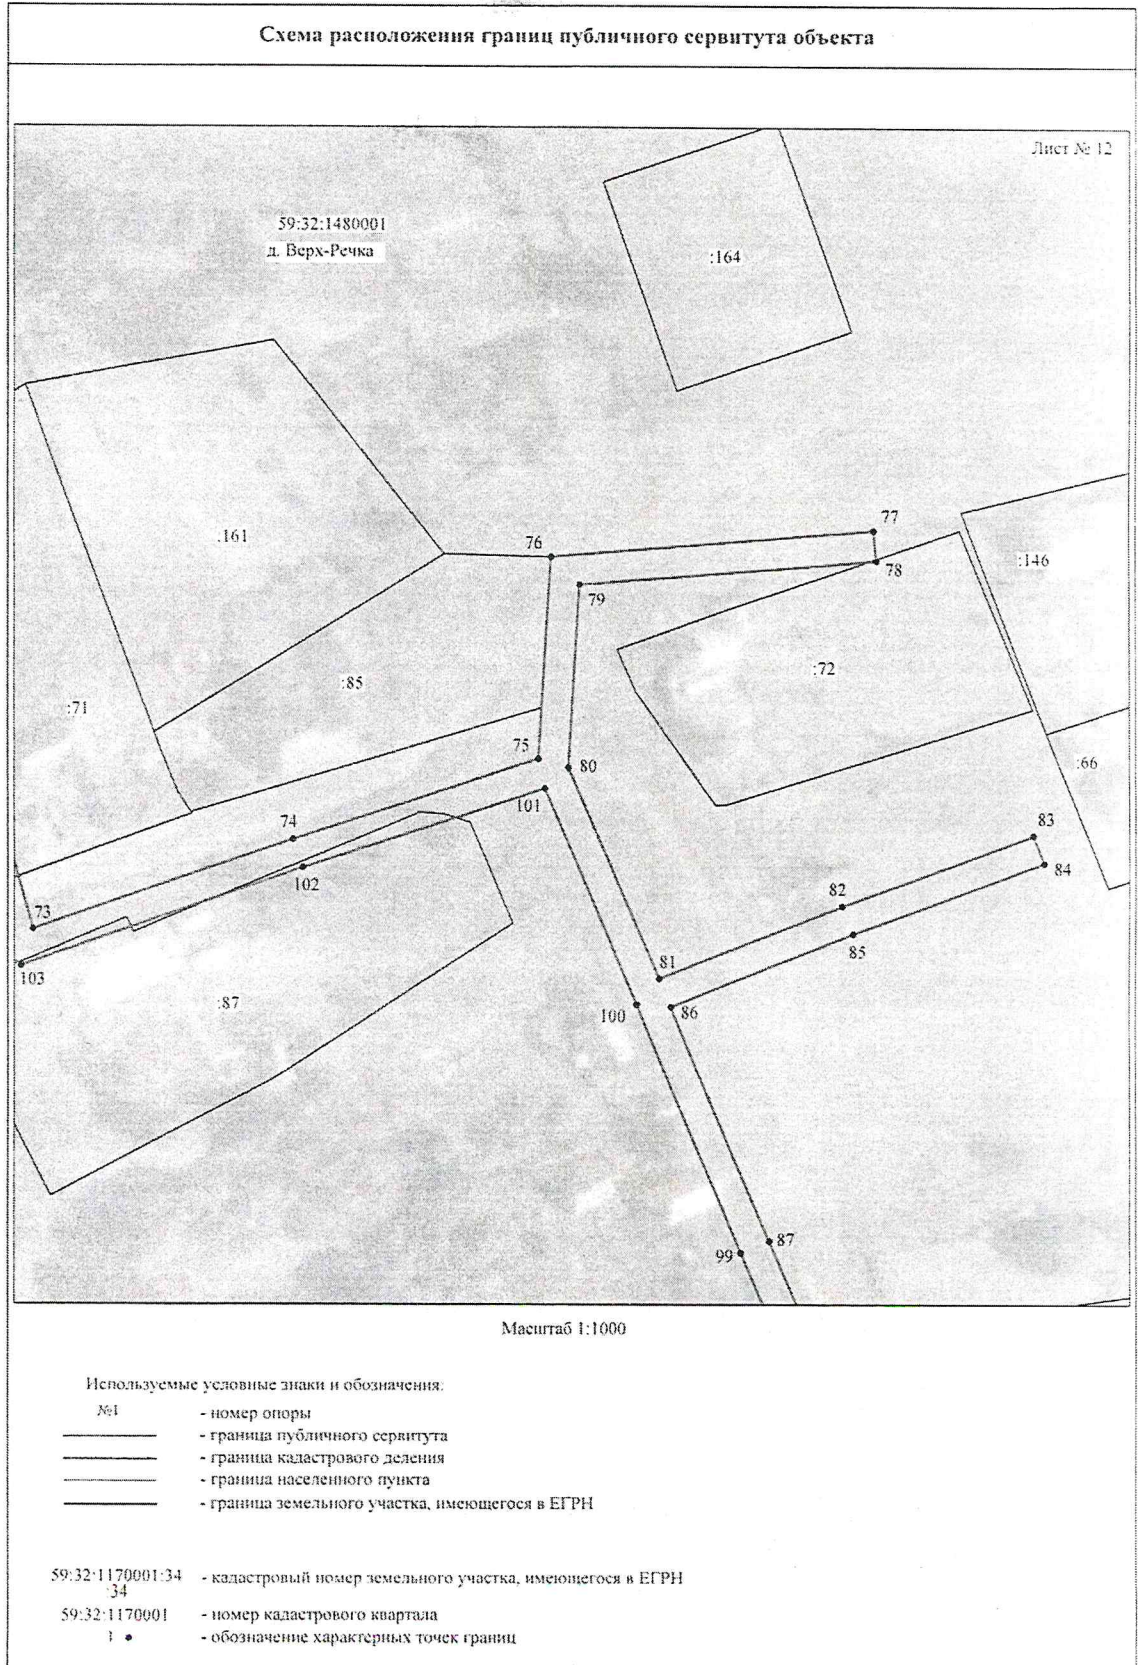 Схема расположения границ публичного сервитута объекта
Лист № 12
59:32:1480001
д. Верх-Речка
:164
77
:161
76
:146
78
79
:72
:85
:71
75
80
:66
101
83
74
84
102
82
73
85
81
103
:87
100
86
87
99
Масштаб 1:1000
Используемые условные знаки и обозначения:
№1 - номер опоры
- граница публичного сервитута
- граница кадастрового деления
- граница населенного пункта
- граница земельного участка, имеющегося в ЕГРН
59:32:1170001:34 - кадастровый номер земельного участка, имеющегося в ЕГРН
:34
59:32:1170001 - номер кадастрового квартала
1 • - обозначение характерных точек границ